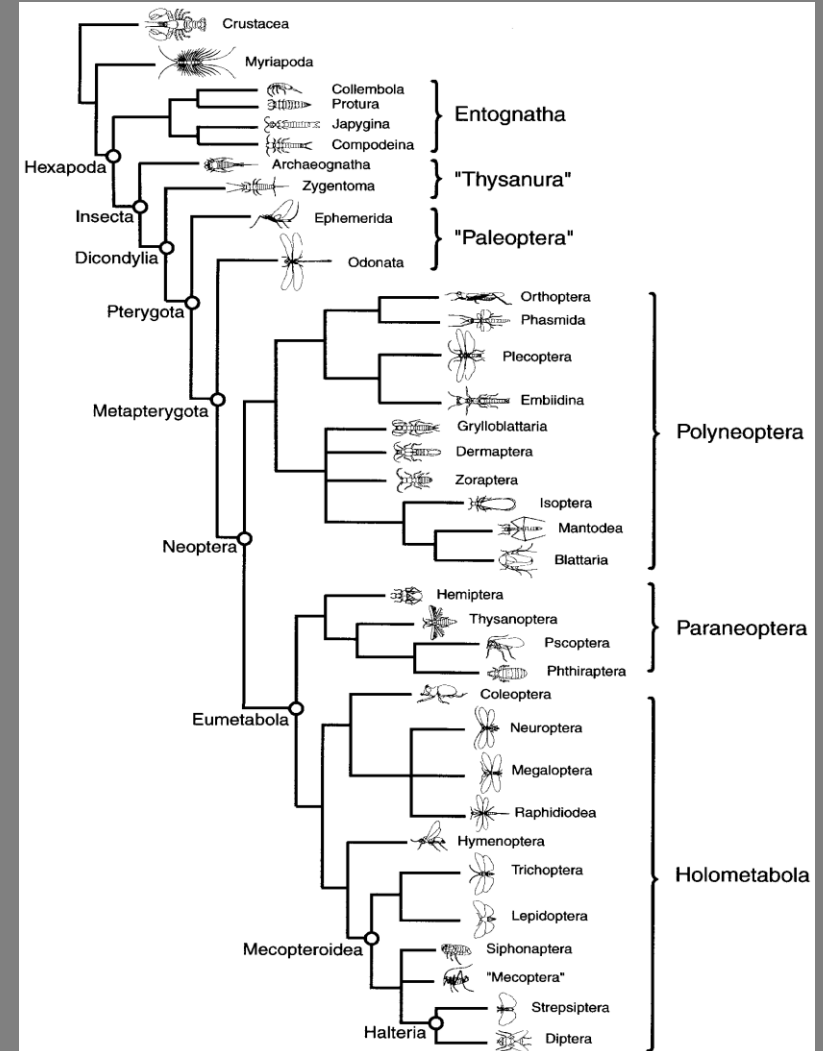 Crustacea
Myriapoda
Collembola
Protura
Japygina
Compodeina
Entognatha
Hexapoda
Archaeognatha
Zygentoma
"Thysanura"
Insecta
Ephemerida
Odonata
"Paleoptera"
Dicondylia
Pterygota
Orthoptera
Phasmida
Plecoptera
Embiidina
Metapterygota
Grylloblattaria
Dermaptera
Zoraptera
Isoptera
Mantodea
Blattaria
Polyneoptera
Neoptera
Hemiptera
Thysanoptera
Pscoptera
Phthiraptera
Paraneoptera
Eumetabola
Coleoptera
Neuroptera
Megaloptera
Raphidiodea
Hymenoptera
Trichoptera
Lepidoptera
Holometabola
Mecopteroidea
Siphonaptera
"Mecoptera"
Strepsiptera
Halteria
Diptera